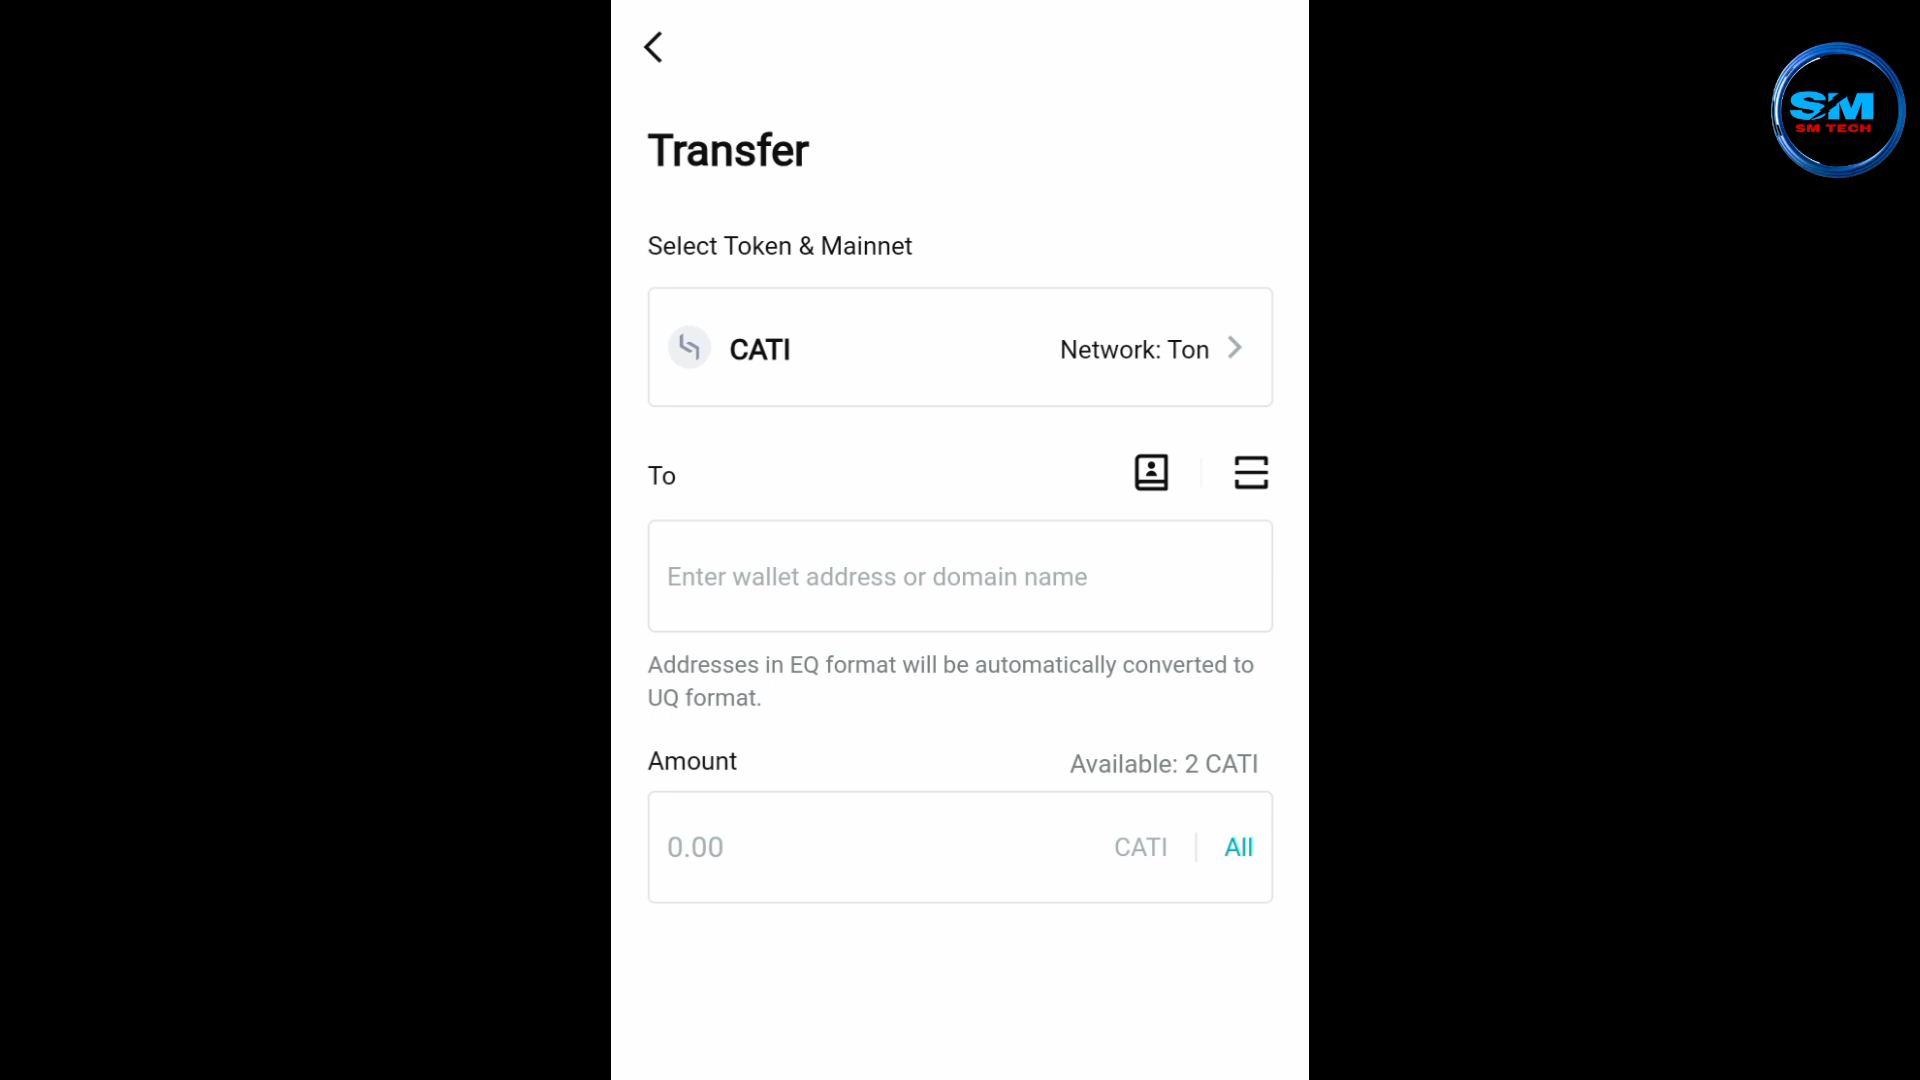 SM
SM TECH
Transfer
Select Token & Mainnet
CATI
Network: Ton
To
Enter wallet address or domain name
Addresses in EQ format will be automatically converted to
UQ format.
Amount
Available: 2 CATI
0.00
CATI
All